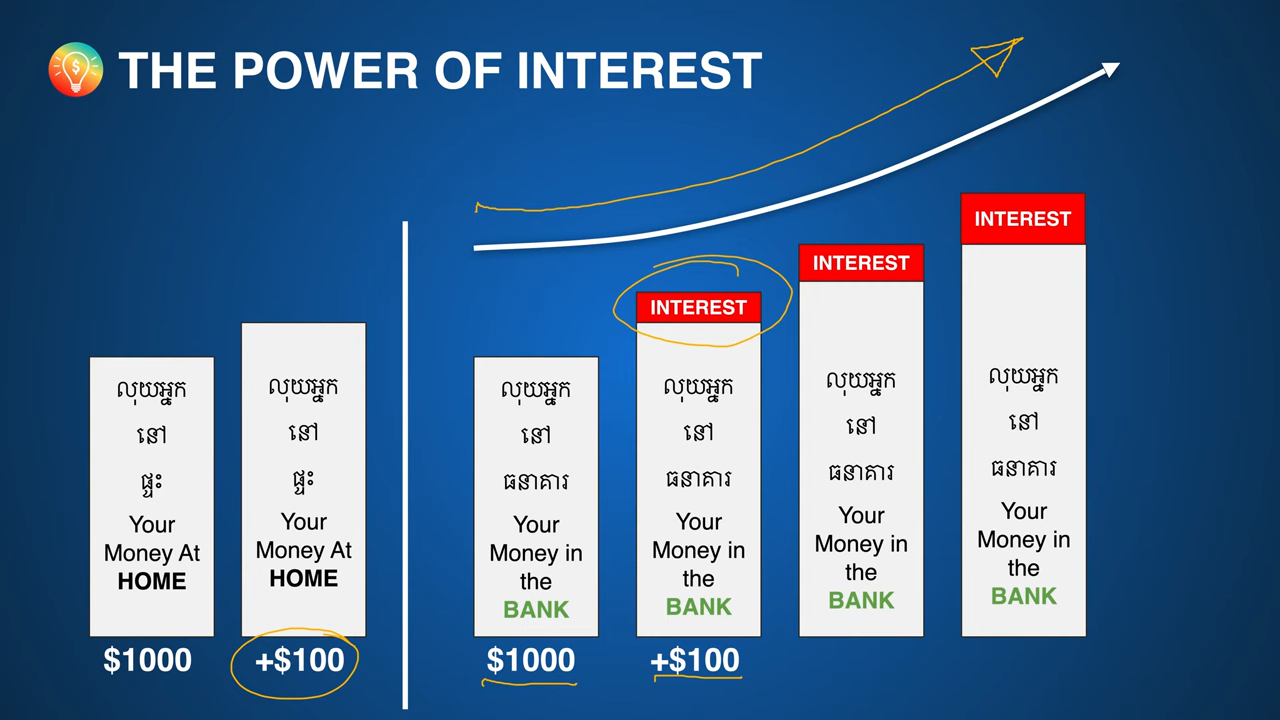 THE POWER OF INTEREST
លុយអ្នក
នៅ
ផ្ទះ
Your
Money At
HOME
$1000
លុយអ្នក
នៅ
ផ្ទះ
Your
Money At
HOME
+$100
លុយអ្នក
នៅ
ធនាគារ
Your
Money in
the
BANK
$1000
INTEREST
លុយអ្នក
នៅ
ធនាគារ
Your
Money in
the
BANK
+$100
INTEREST
លុយអ្នក
នៅ
ធនាគារ
Your
Money in
the
BANK
INTEREST
លុយអ្នក
នៅ
ធនាគារ
Your
Money in
the
BANK